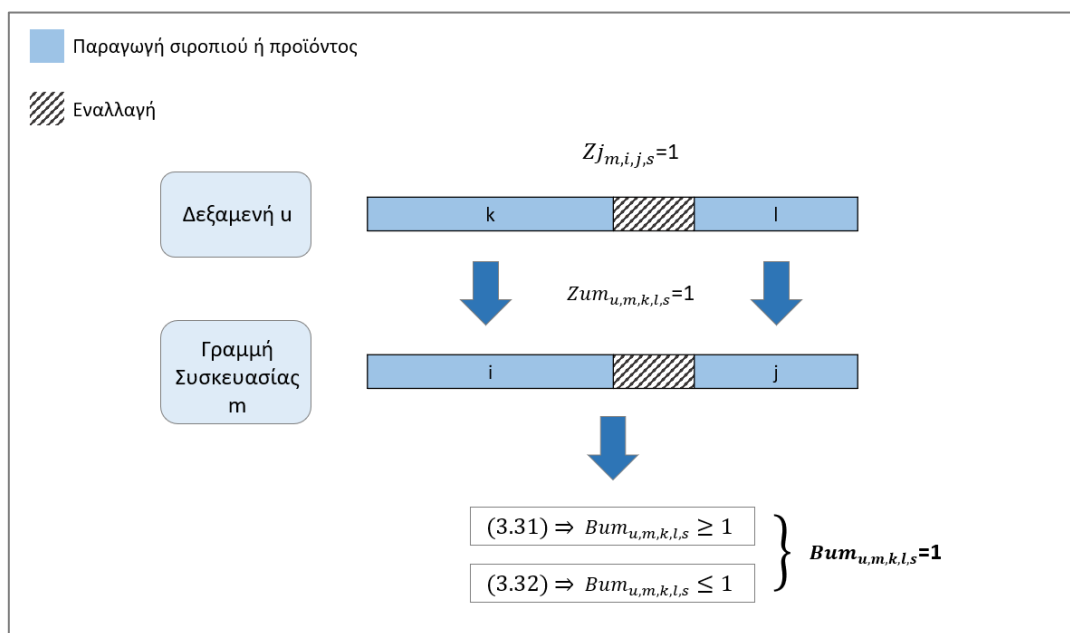 Παραγωγή σιροπιού ή προϊόντος
Εναλλαγή
Zj_{m,i,j,s}=1
Δεξαμενή u
k
l
Zum_{u,m,k,l,s}=1
Γραμμή
Συσκευασίας
m
i
j
(3.31) ⇒ Bum_{u,m,k,l,s} ≥ 1
(3.32) ⇒ Bum_{u,m,k,l,s} ≤ 1
Bum_{u,m,k,l,s}=1